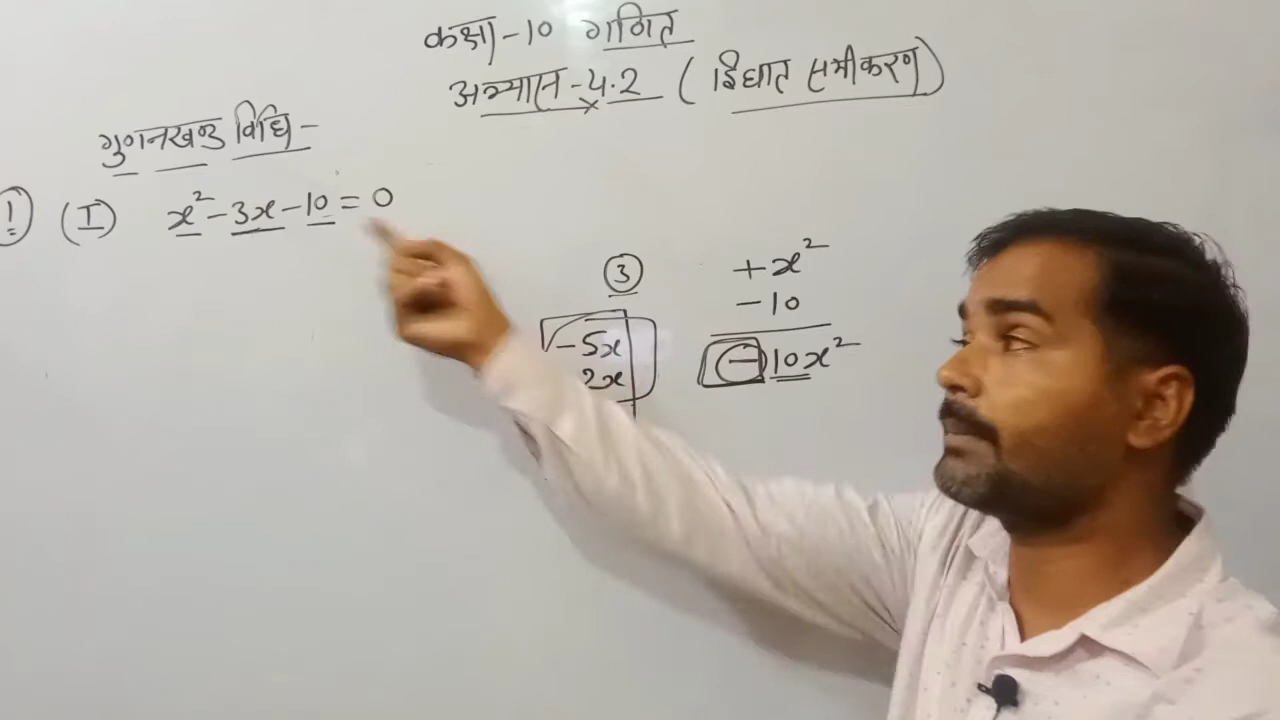 कक्षा-10 गणित
अभ्यास-4.2 (द्विघात समीकरण)
गुणनखण्ड विधि-
① (I) x² - 3x - 10 = 0
③
-5x
2x
+x²
-10
-10x²